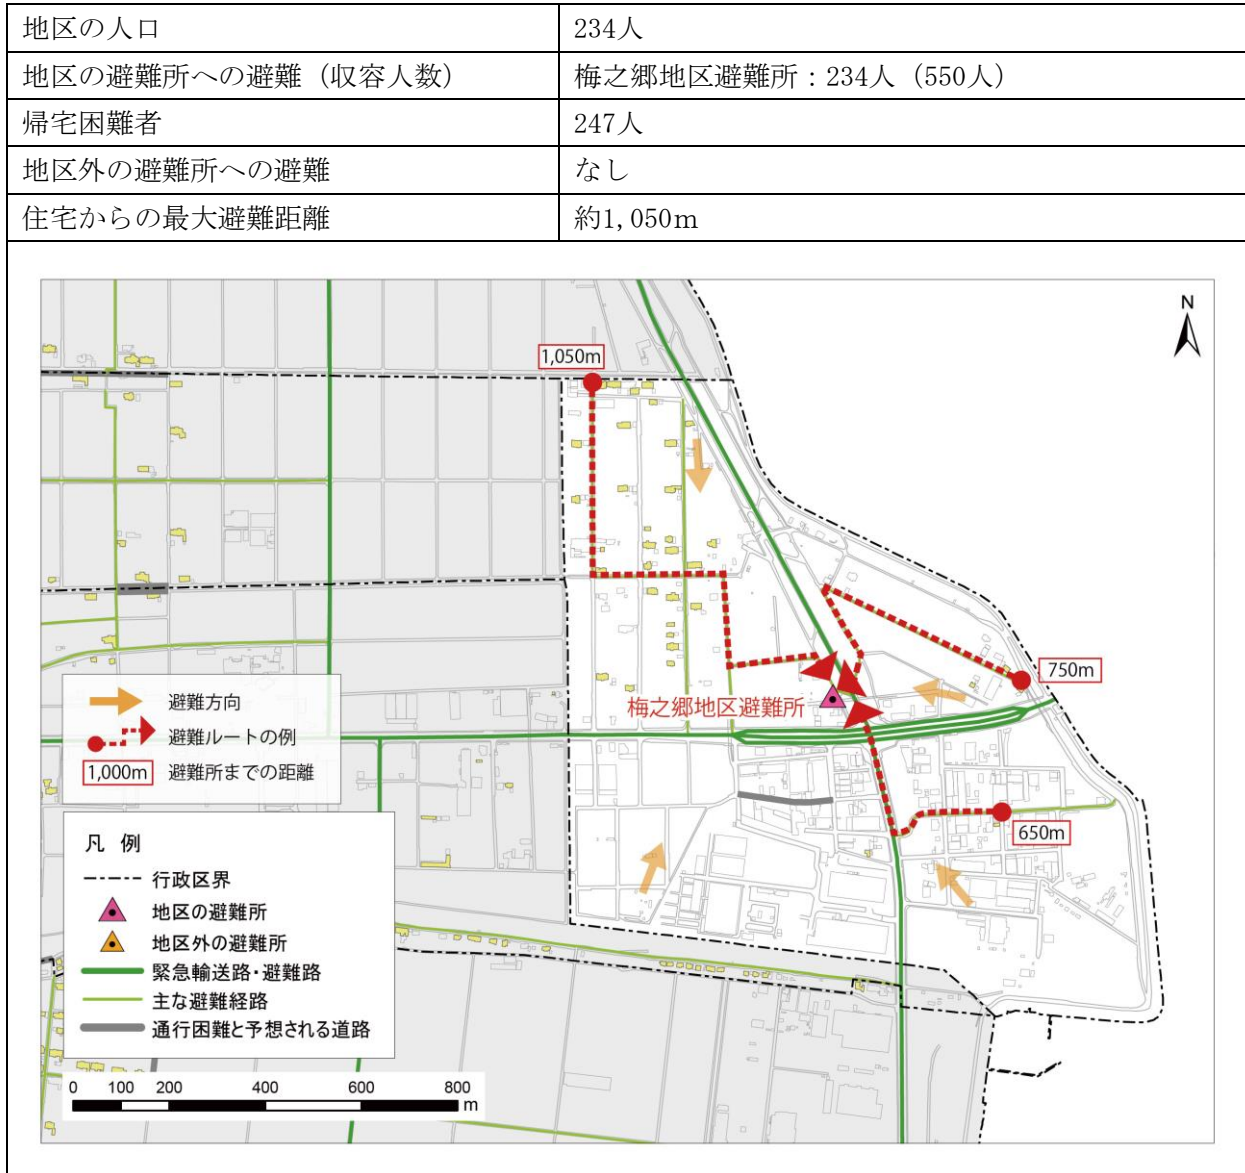 地区の人口 234人
地区の避難所への避難（収容人数） 梅之郷地区避難所：234人（550人）
帰宅困難者 247人
地区外の避難所への避難 なし
住宅からの最大避難距離 約1,050m
N
1,050m
750m
梅之郷地区避難所
650m
避難方向
避難ルートの例
1,000m 避難所までの距離
凡 例
行政区界
地区の避難所
地区外の避難所
緊急輸送路・避難路
主な避難経路
通行困難と予想される道路
0 100 200 400 600 800
m